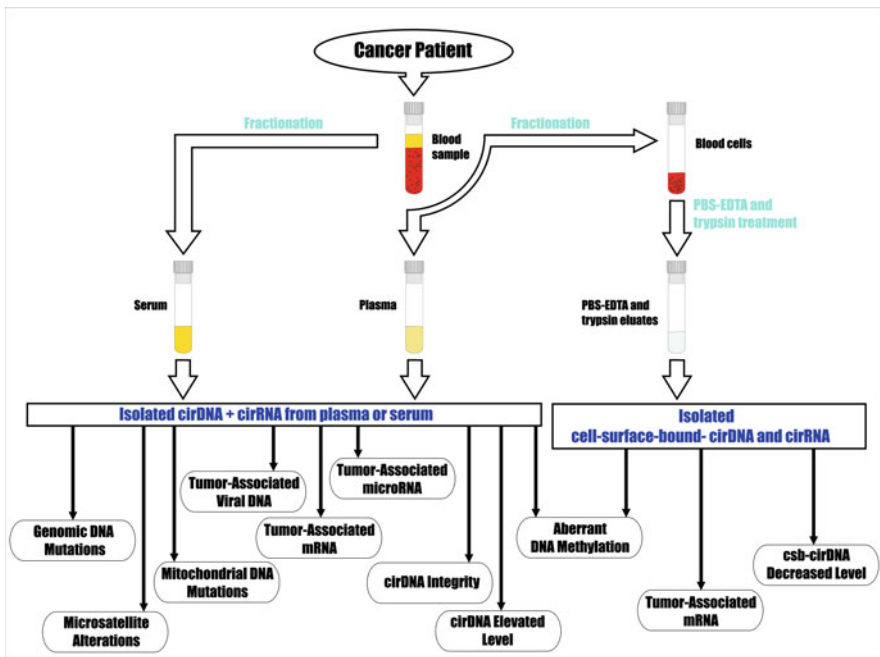 Cancer Patient
Fractionation
Fractionation
Blood
sample
Blood cells
PBS-EDTA and
trypsin treatment
Serum
Plasma
PBS-EDTA and
trypsin eluates
Isolated cirDNA + cirRNA from plasma or serum
Isolated
cell-surface-bound- cirDNA and cirRNA
Tumor-Associated
Viral DNA
Tumor-Associated
microRNA
Genomic DNA
Mutations
Tumor-Associated
mRNA
Aberrant
DNA Methylation
Mitochondrial DNA
Mutations
cirDNA Integrity
csb-cirDNA
Decreased Level
Microsatellite
Alterations
cirDNA Elevated
Level
Tumor-Associated
mRNA